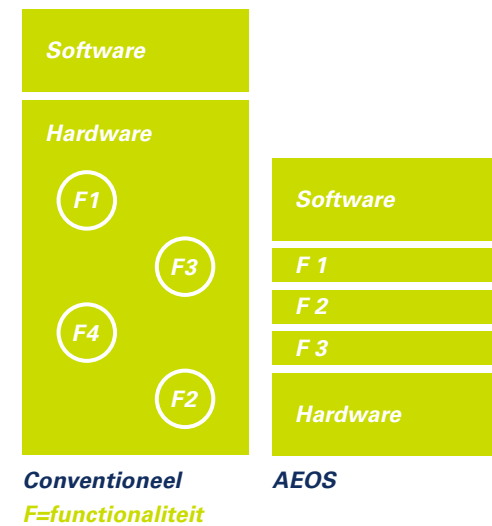 Software
Hardware
F1
F3
F4
F2
Conventioneel
F=functionaliteit
Software
F 1
F 2
F 3
Hardware
AEOS